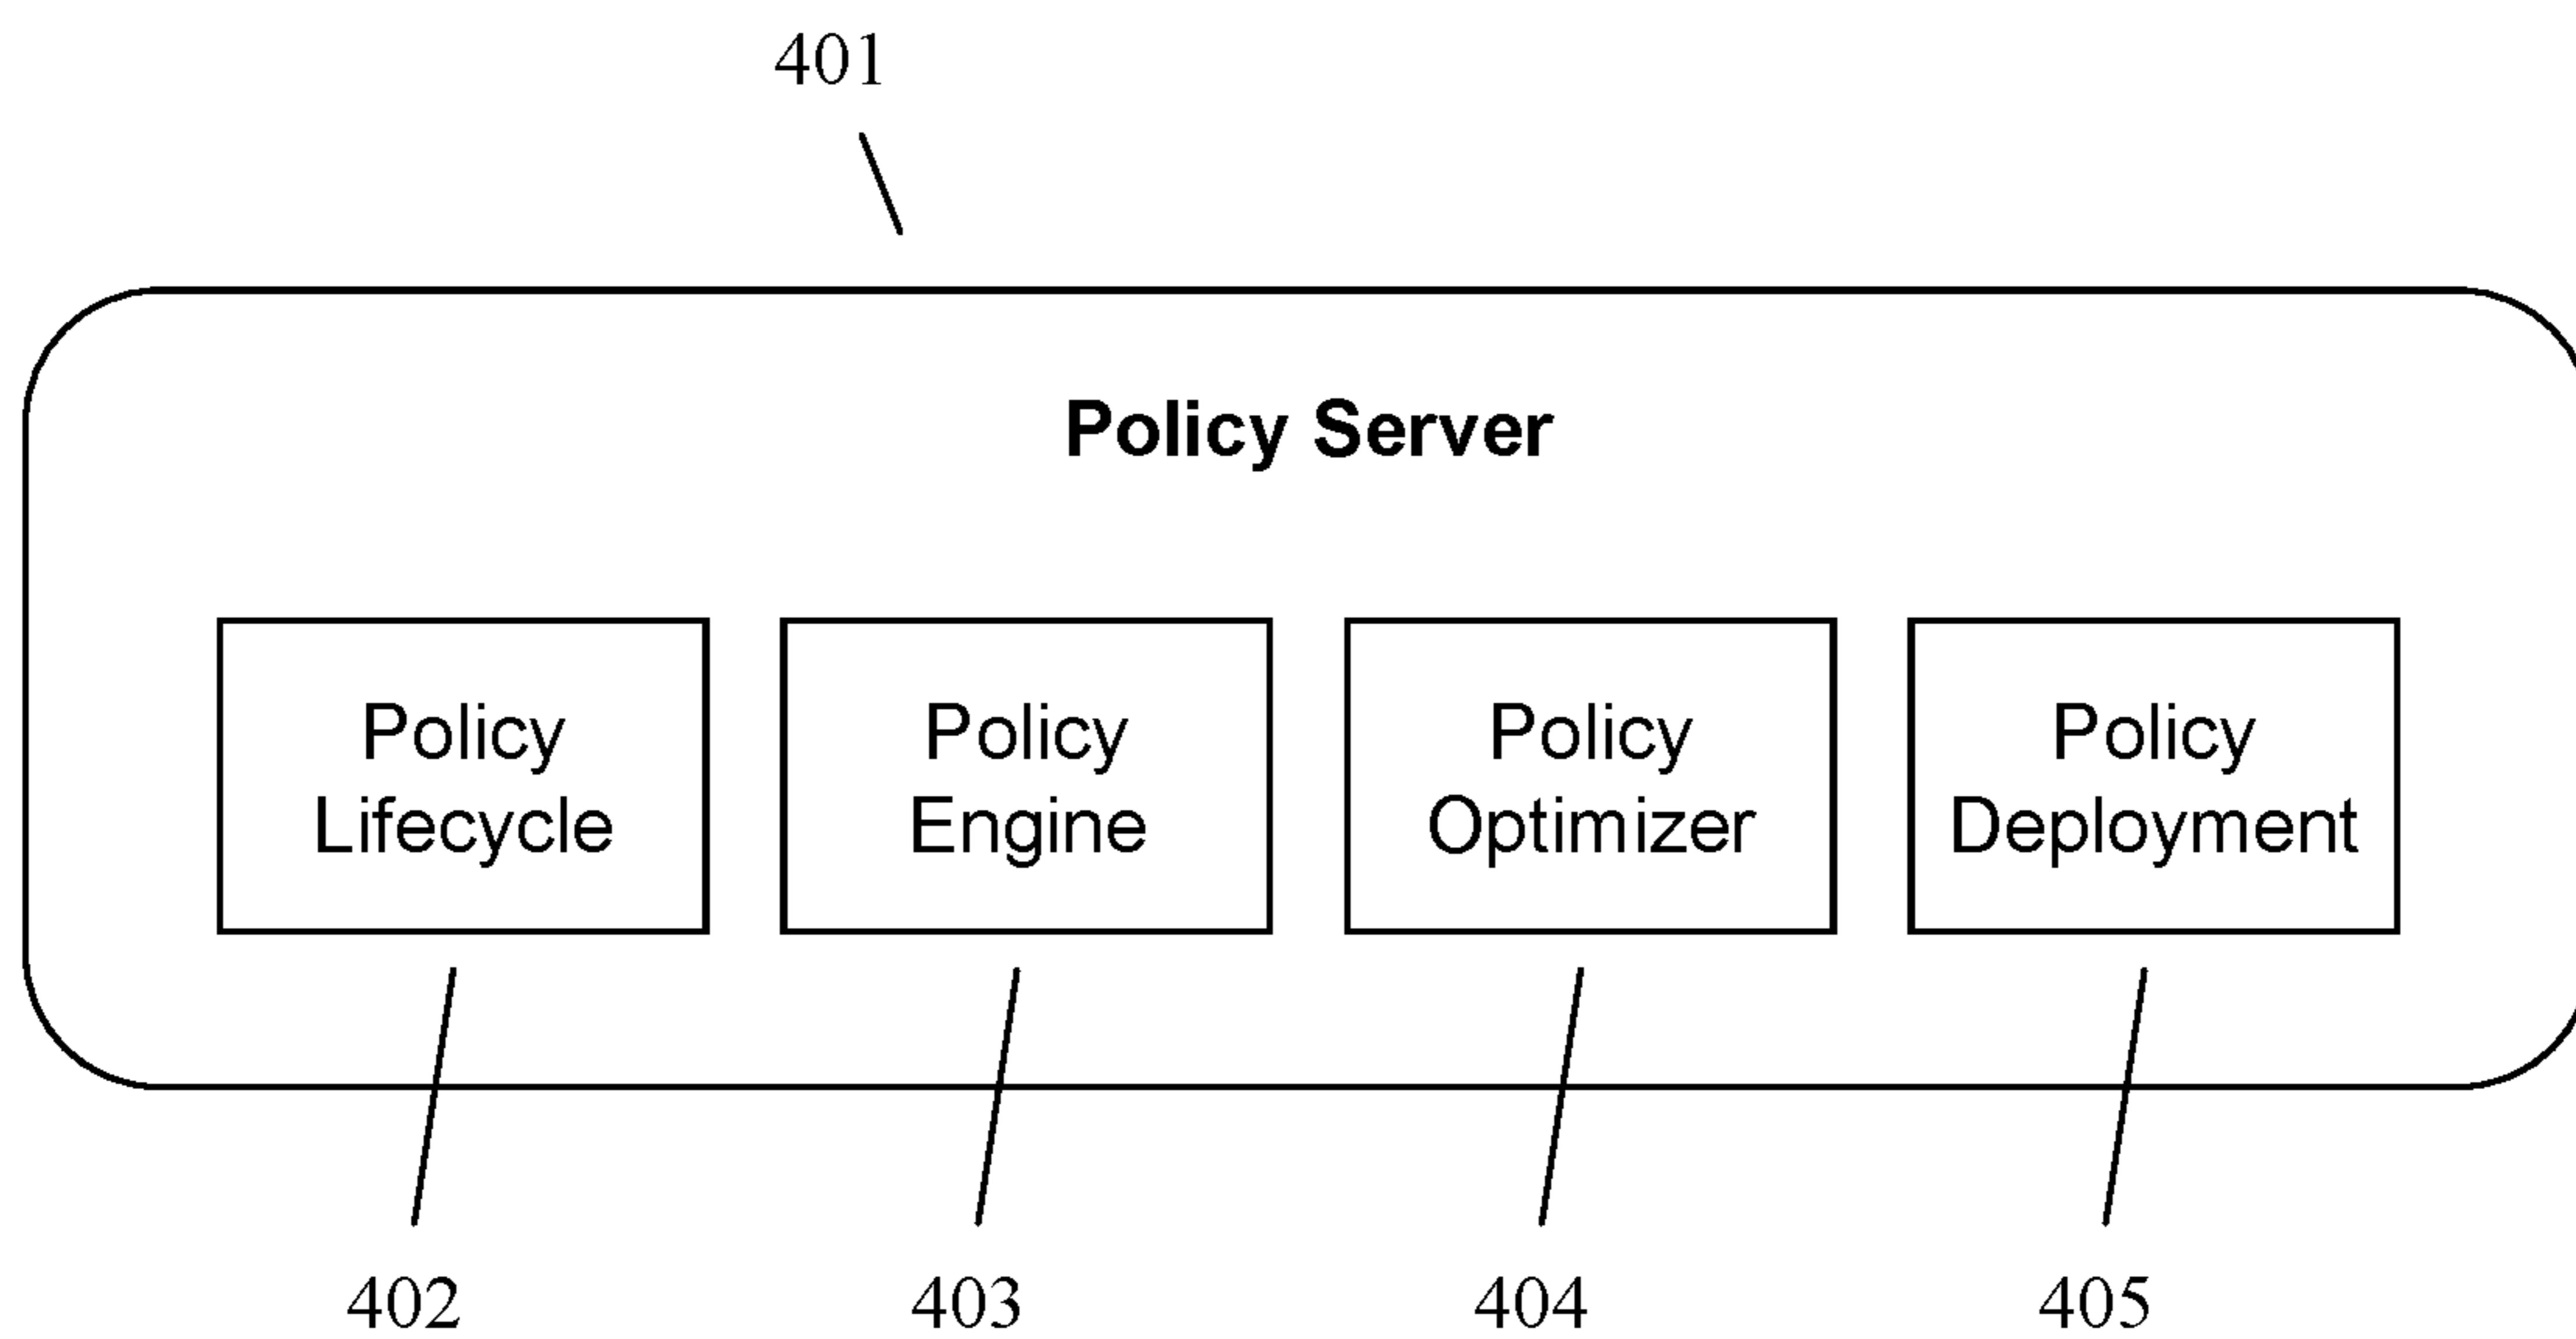 401
Policy Server
Policy
Lifecycle
Policy
Engine
Policy
Optimizer
Policy
Deployment
402
403
404
405